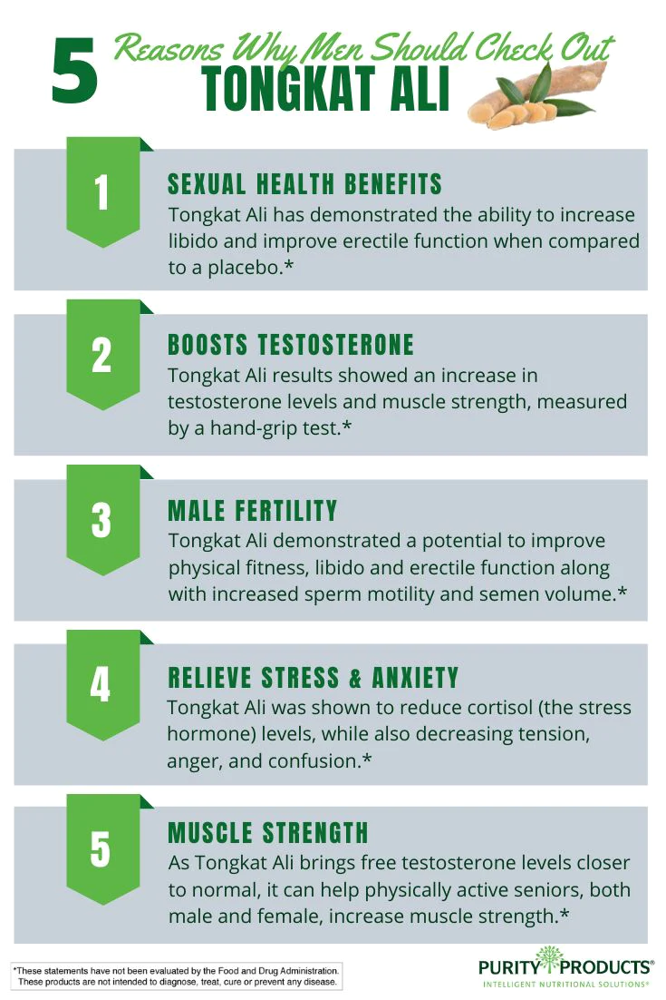 5 Reasons Why Men Should Check Out
TONGKAT ALI
1
SEXUAL HEALTH BENEFITS
Tongkat Ali has demonstrated the ability to increase
libido and improve erectile function when compared
to a placebo.*
2
BOOSTS TESTOSTERONE
Tongkat Ali results showed an increase in
testosterone levels and muscle strength, measured
by a hand-grip test.*
3
MALE FERTILITY
Tongkat Ali demonstrated a potential to improve
physical fitness, libido and erectile function along
with increased sperm motility and semen volume.*
4
RELIEVE STRESS & ANXIETY
Tongkat Ali was shown to reduce cortisol (the stress
hormone) levels, while also decreasing tension,
anger, and confusion.*
5
MUSCLE STRENGTH
As Tongkat Ali brings free testosterone levels closer
to normal, it can help physically active seniors, both
male and female, increase muscle strength.*
*These statements have not been evaluated by the Food and Drug Administration.
These products are not intended to diagnose, treat, cure or prevent any disease.
PURITY PRODUCTS®
INTELLIGENT NUTRITIONAL SOLUTIONS®